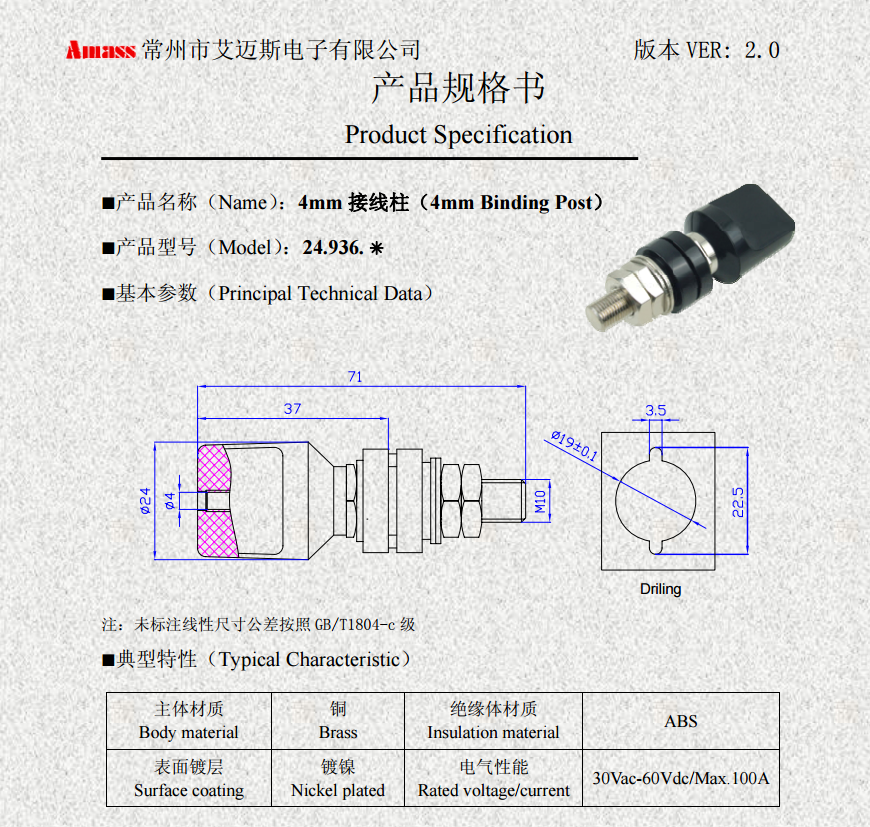 Amass 常州市艾迈斯电子有限公司 版本 VER: 2.0
产品规格书
Product Specification
■产品名称（Name）：4mm 接线柱（4mm Binding Post）
■产品型号（Model）：24.936.＊
■基本参数（Principal Technical Data）
71
37
ø24
ø4
M10
3.5
ø19±0.1
22.5
Driling
注：未标注线性尺寸公差按照 GB/T1804-c 级
■典型特性（Typical Characteristic）
主体材质 铜 绝缘体材质 ABS
Body material Brass Insulation material
表面镀层 镀镍 电气性能 30Vac-60Vdc/Max.100A
Surface coating Nickel plated Rated voltage/current